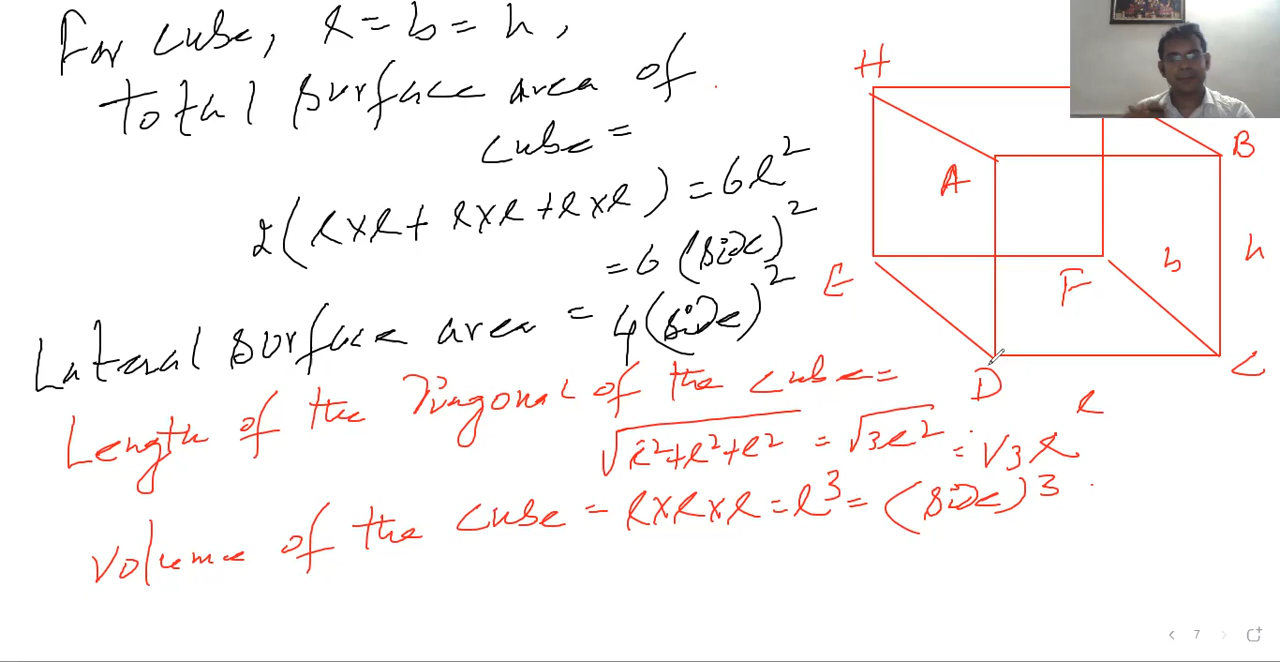 For cube, l = b = h,
total surface area of
cube =
2(l×l + l×l + l×l) = 6l²
= 6 (side)²
Lateral surface area = 4(side)²
Length of the Diagonal of the cube =
√l²+l²+l² = √3l² = √3 l
Volume of the cube = l×l×l = l³ = (side)³
H
B
A
h
b
E
F
D
C
l
7